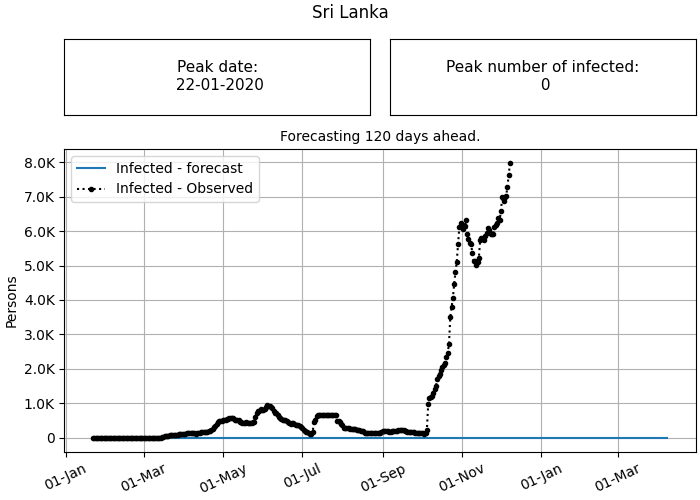 Sri Lanka
Peak date:
22-01-2020
Peak number of infected:
0
Forecasting 120 days ahead.
Infected - forecast
Infected - Observed
Persons
8.0K
7.0K
6.0K
5.0K
4.0K
3.0K
2.0K
1.0K
0
01-Jan
01-Mar
01-May
01-Jul
01-Sep
01-Nov
01-Jan
01-Mar